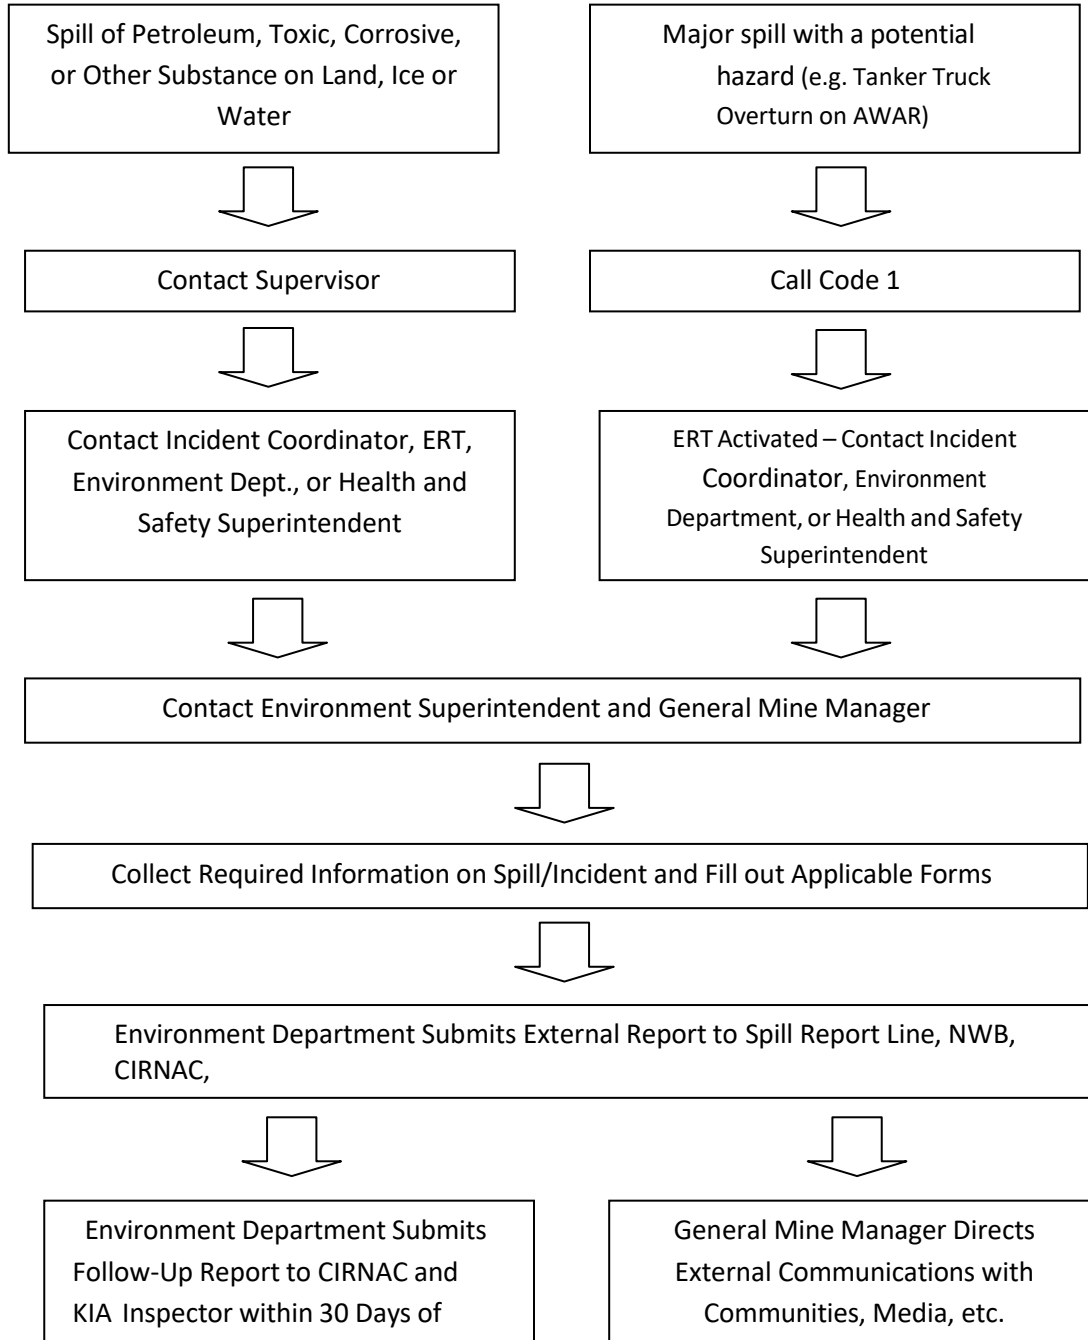 Spill of Petroleum, Toxic, Corrosive,
or Other Substance on Land, Ice or
Water
Major spill with a potential
hazard (e.g. Tanker Truck
Overturn on AWAR)
Contact Supervisor
Call Code 1
Contact Incident Coordinator, ERT,
Environment Dept., or Health and
Safety Superintendent
ERT Activated – Contact Incident
Coordinator, Environment
Department, or Health and Safety
Superintendent
Contact Environment Superintendent and General Mine Manager
Collect Required Information on Spill/Incident and Fill out Applicable Forms
Environment Department Submits External Report to Spill Report Line, NWB,
CIRNAC,
Environment Department Submits
Follow-Up Report to CIRNAC and
KIA Inspector within 30 Days of
General Mine Manager Directs
External Communications with
Communities, Media, etc.